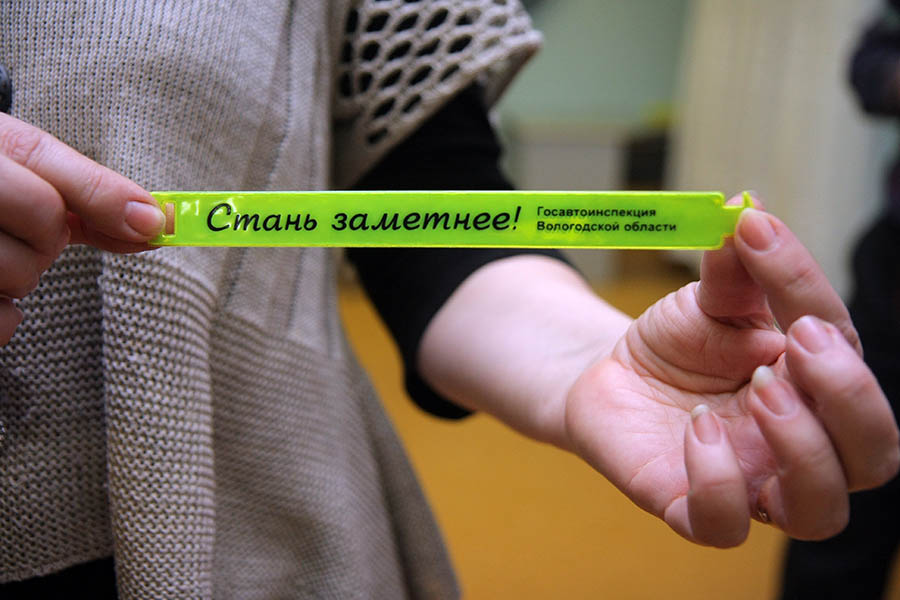 Стань заметнее!
Госавтоинспекция
Вологодской области